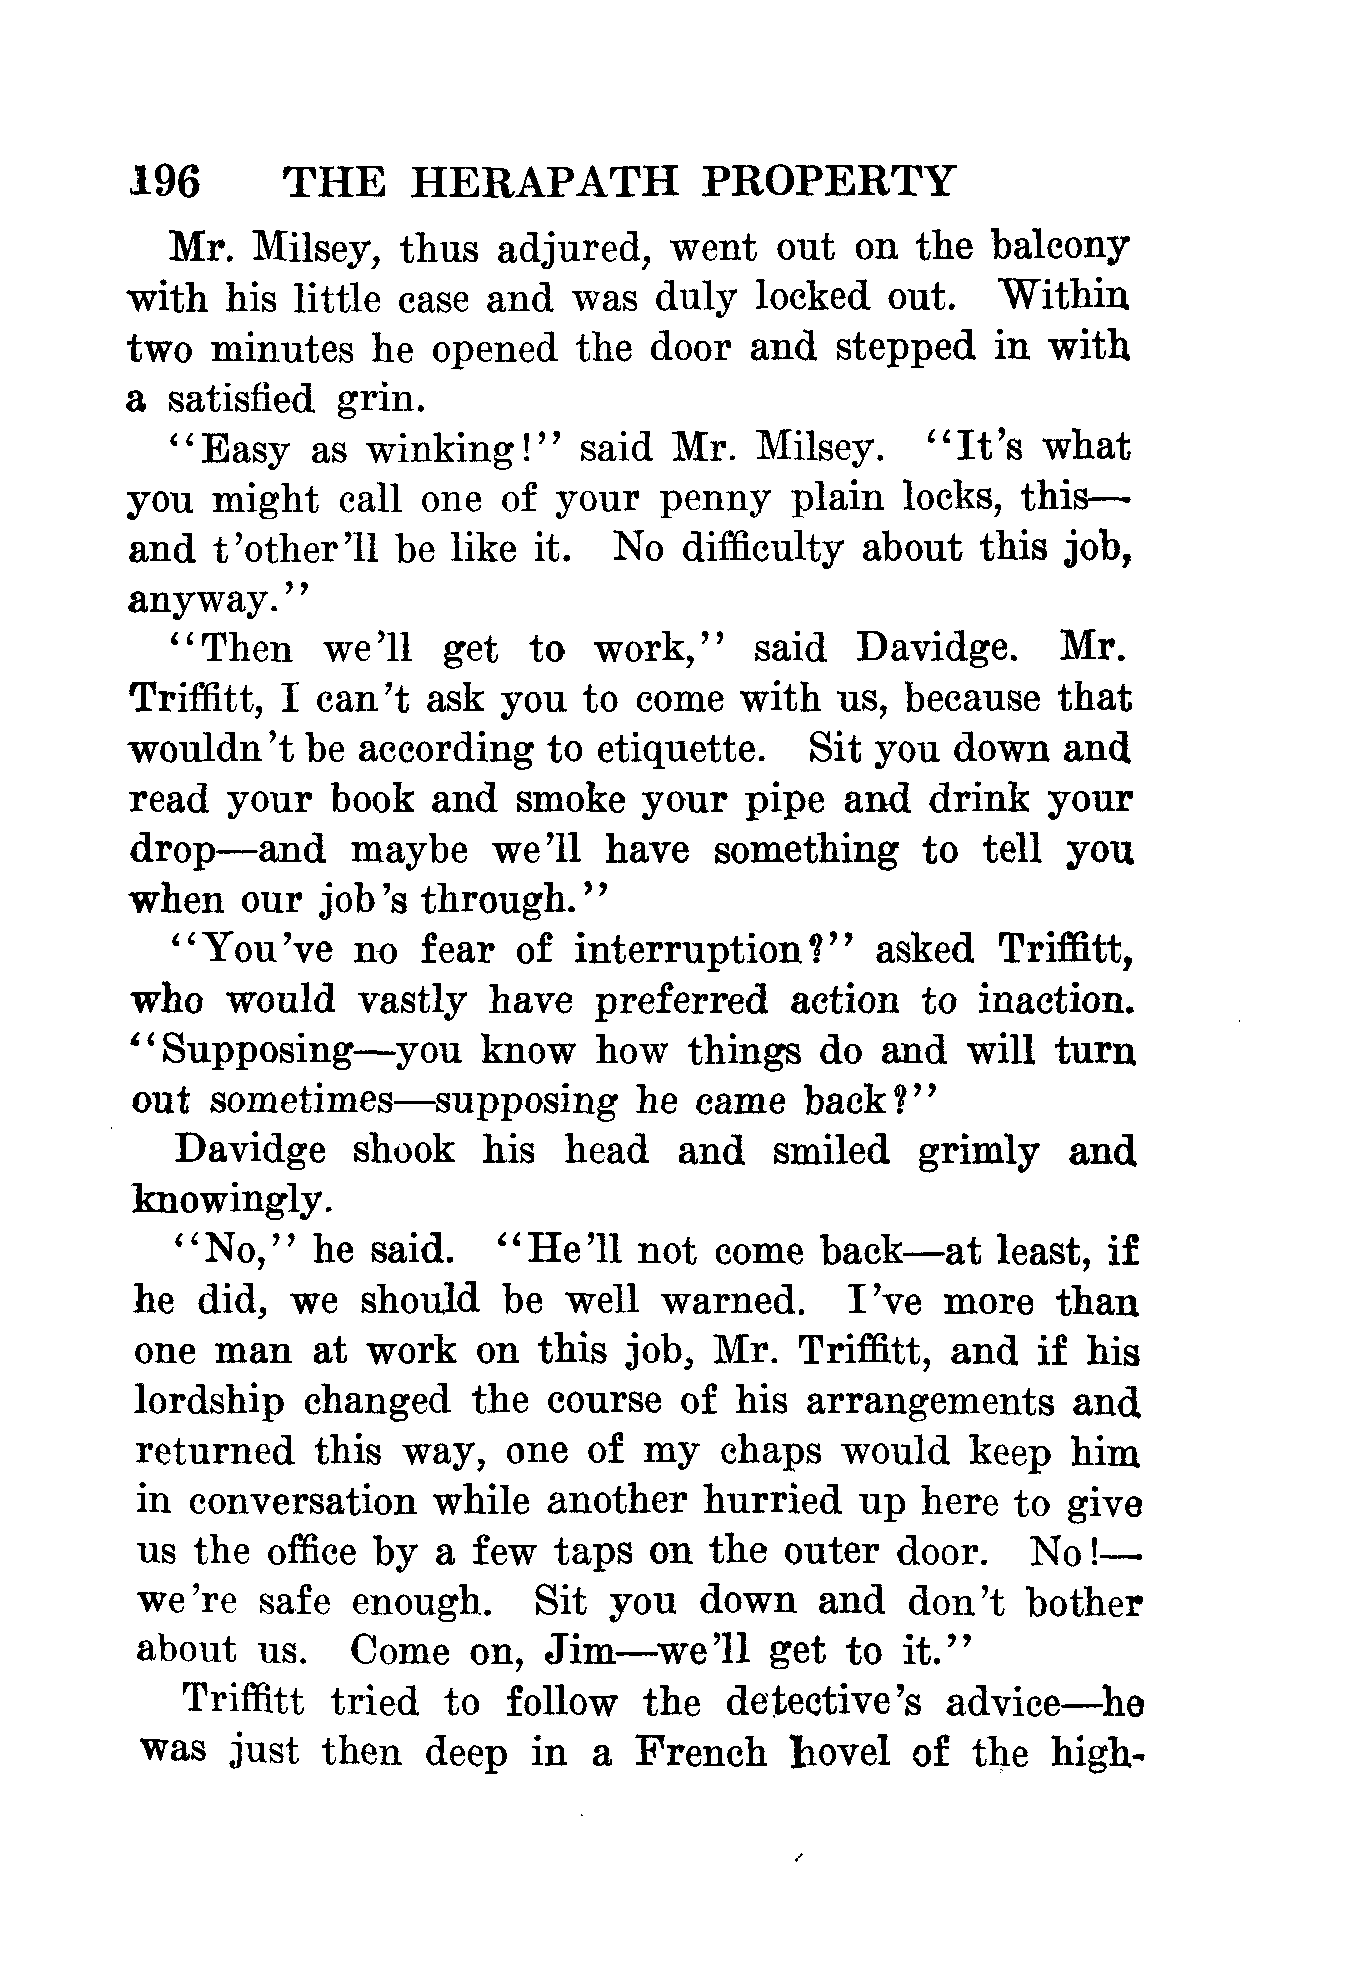 196 THE HERAPATH PROPERTY
Mr. Milsey, thus adjured, went out on the balcony
with his little case and was duly locked out. Within
two minutes he opened the door and stepped in with
a satisfied grin.
"Easy as winking!" said Mr. Milsey. "It's what
you might call one of your penny plain locks, this—
and t'other'll be like it. No difficulty about this job,
anyway."
"Then we'll get to work," said Davidge. Mr.
Triffitt, I can't ask you to come with us, because that
wouldn't be according to etiquette. Sit you down and
read your book and smoke your pipe and drink your
drop—and maybe we'll have something to tell you
when our job's through."
"You've no fear of interruption?" asked Triffitt,
who would vastly have preferred action to inaction.
"Supposing—you know how things do and will turn
out sometimes—supposing he came back?"
Davidge shook his head and smiled grimly and
knowingly.
"No," he said. "He'll not come back—at least, if
he did, we should be well warned. I've more than
one man at work on this job, Mr. Triffitt, and if his
lordship changed the course of his arrangements and
returned this way, one of my chaps would keep him
in conversation while another hurried up here to give
us the office by a few taps on the outer door. No!—
we're safe enough. Sit you down and don't bother
about us. Come on, Jim—we'll get to it."
Triffitt tried to follow the detective's advice—he
was just then deep in a French hovel of the high-